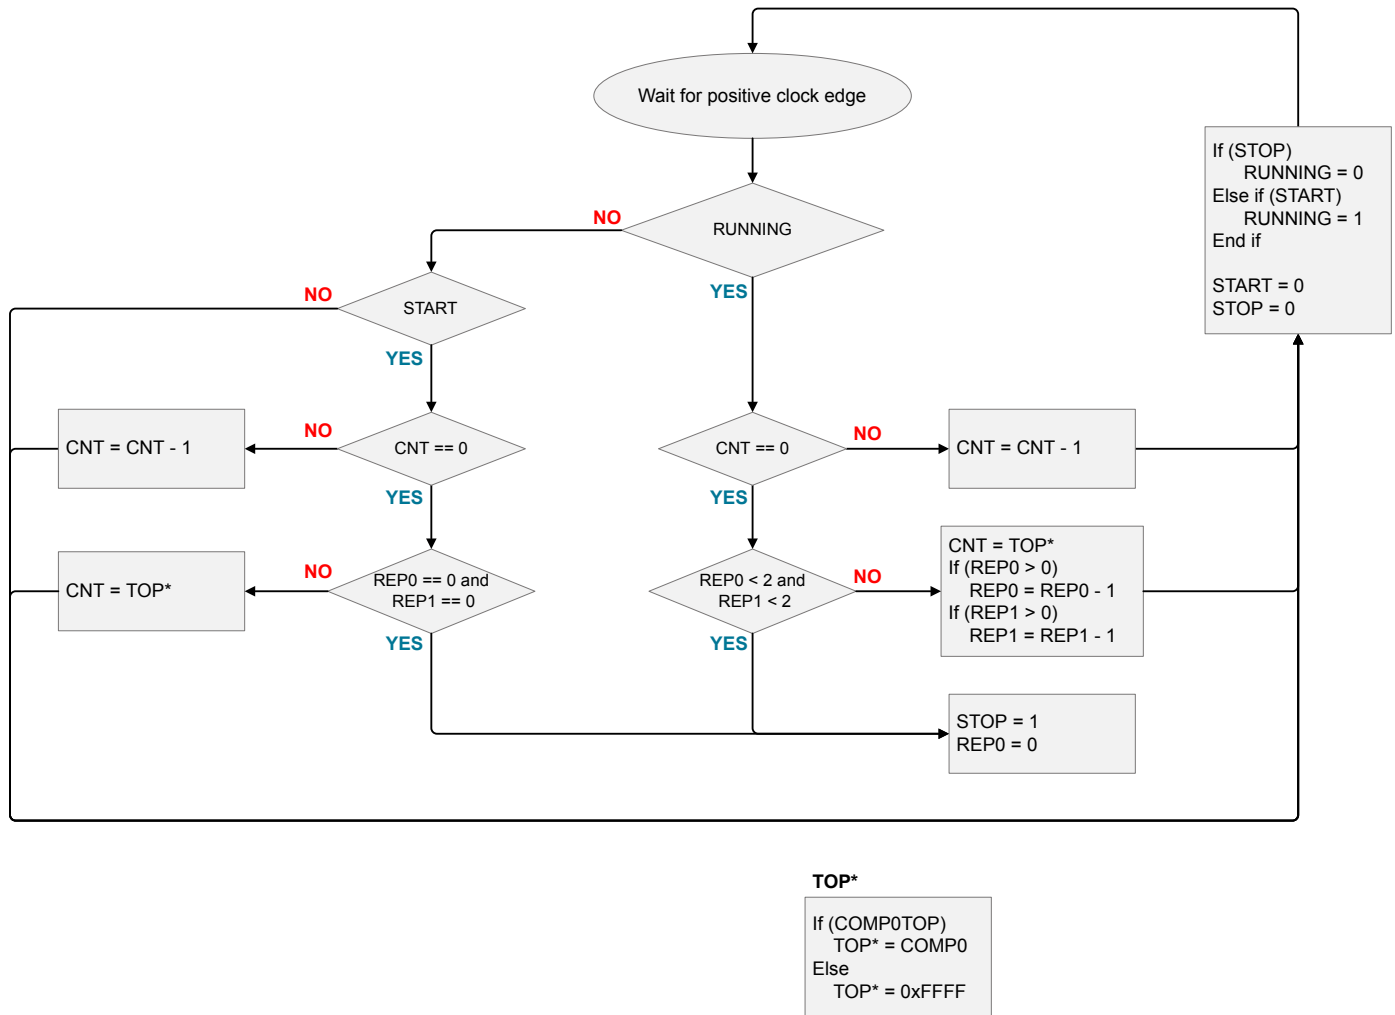 Wait for positive clock edge
If (STOP)
RUNNING = 0
Else if (START)
RUNNING = 1
End if
START = 0
STOP = 0
NO
RUNNING
YES
NO
START
YES
CNT = CNT - 1
NO
CNT == 0
YES
CNT == 0
NO
YES
CNT = CNT - 1
CNT = TOP*
NO
REP0 == 0 and
REP1 == 0
YES
REP0 < 2 and
REP1 < 2
NO
YES
CNT = TOP*
If (REP0 > 0)
REP0 = REP0 - 1
If (REP1 > 0)
REP1 = REP1 - 1
STOP = 1
REP0 = 0
TOP*
If (COMP0TOP)
TOP* = COMP0
Else
TOP* = 0xFFFF